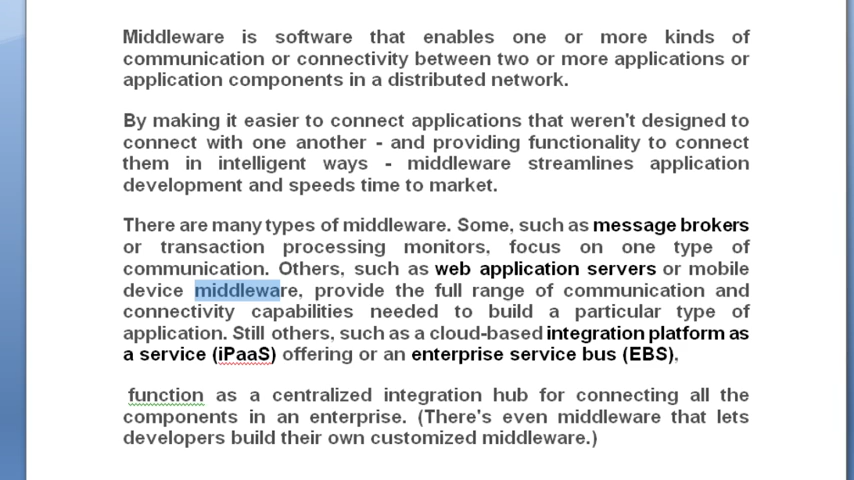 Middleware is software that enables one or more kinds of
communication or connectivity between two or more applications or
application components in a distributed network.
By making it easier to connect applications that weren't designed to
connect with one another - and providing functionality to connect
them in intelligent ways - middleware streamlines application
development and speeds time to market.
There are many types of middleware. Some, such as message brokers
or transaction processing monitors, focus on one type of
communication. Others, such as web application servers or mobile
device middleware, provide the full range of communication and
connectivity capabilities needed to build a particular type of
application. Still others, such as a cloud-based integration platform as
a service (iPaaS) offering or an enterprise service bus (EBS),
function as a centralized integration hub for connecting all the
components in an enterprise. (There's even middleware that lets
developers build their own customized middleware.)